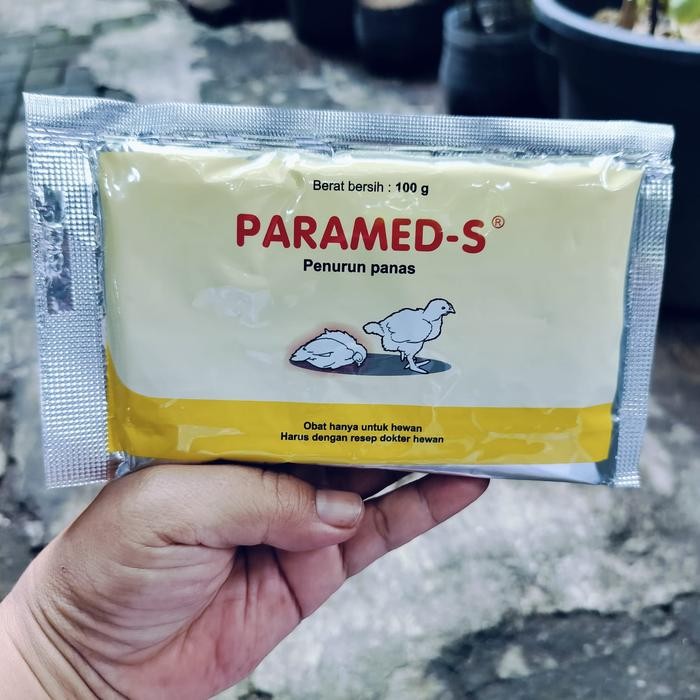 Berat bersih : 100 g
PARAMED-S®
Penurun panas
Obat hanya untuk hewan
Harus dengan resep dokter hewan